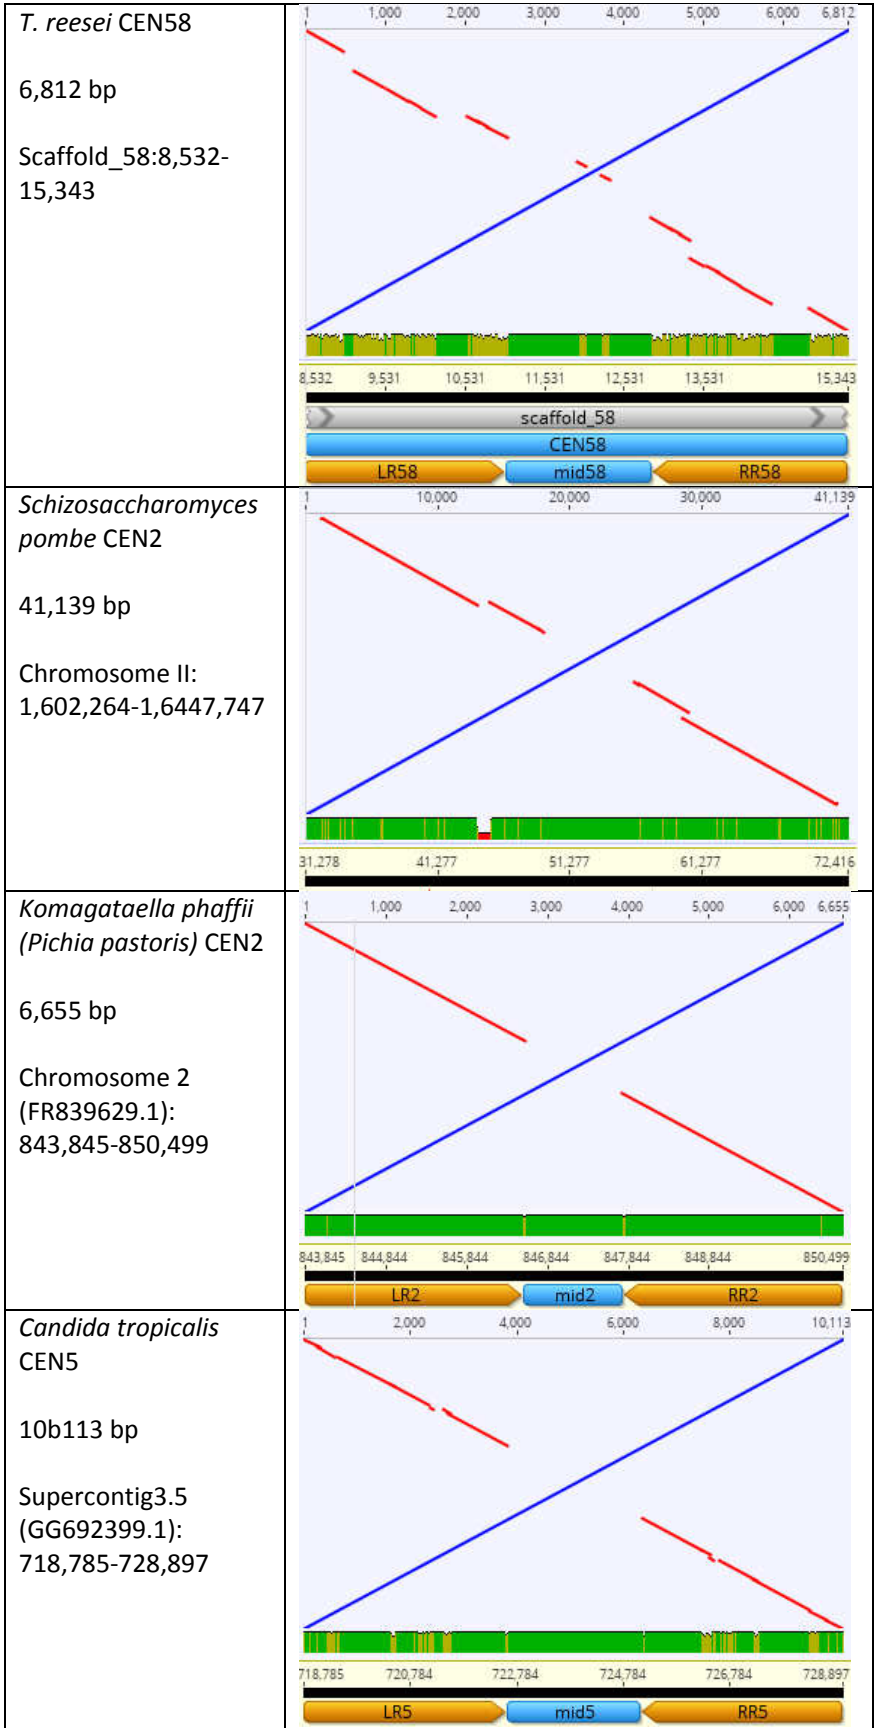 T. reesei CEN58
6,812 bp
Scaffold_58:8,532-
15,343
1 1,000 2,000 3,000 4,000 5,000 6,000 6,812
8,532 9,531 10,531 11,531 12,531 13,531 15,343
scaffold_58
CEN58
LR58 mid58 RR58
Schizosaccharomyces
pombe CEN2
41,139 bp
Chromosome II:
1,602,264-1,6447,747
1 10,000 20,000 30,000 41,139
31,278 41,277 51,277 61,277 72,416
Komagataella phaffii
(Pichia pastoris) CEN2
6,655 bp
Chromosome 2
(FR839629.1):
843,845-850,499
1 1,000 2,000 3,000 4,000 5,000 6,000 6,655
843,845 844,844 845,844 846,844 847,844 848,844 850,499
LR2 mid2 RR2
Candida tropicalis
CEN5
10b113 bp
Supercontig3.5
(GG692399.1):
718,785-728,897
1 2,000 4,000 6,000 8,000 10,113
718,785 720,784 722,784 724,784 726,784 728,897
LR5 mid5 RR5